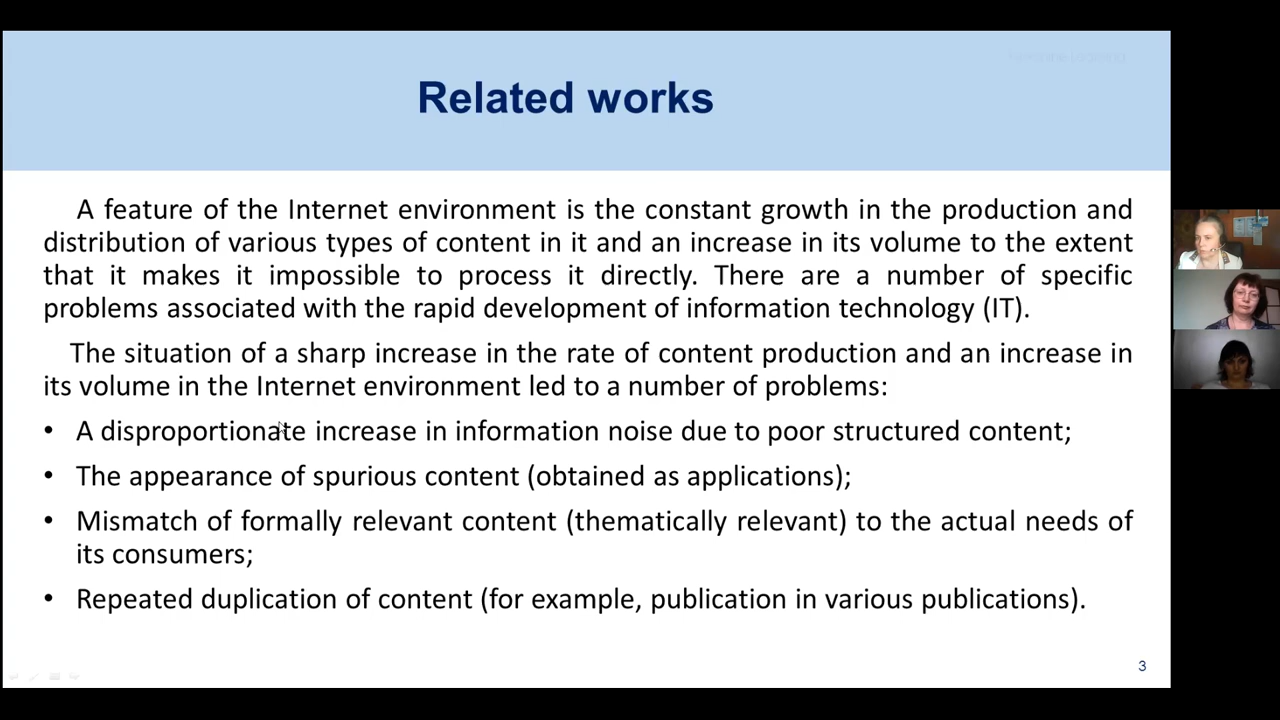 Related works
A feature of the Internet environment is the constant growth in the production and
distribution of various types of content in it and an increase in its volume to the extent
that it makes it impossible to process it directly. There are a number of specific
problems associated with the rapid development of information technology (IT).
The situation of a sharp increase in the rate of content production and an increase in
its volume in the Internet environment led to a number of problems:
• A disproportionate increase in information noise due to poor structured content;
• The appearance of spurious content (obtained as applications);
• Mismatch of formally relevant content (thematically relevant) to the actual needs of
its consumers;
• Repeated duplication of content (for example, publication in various publications).
3